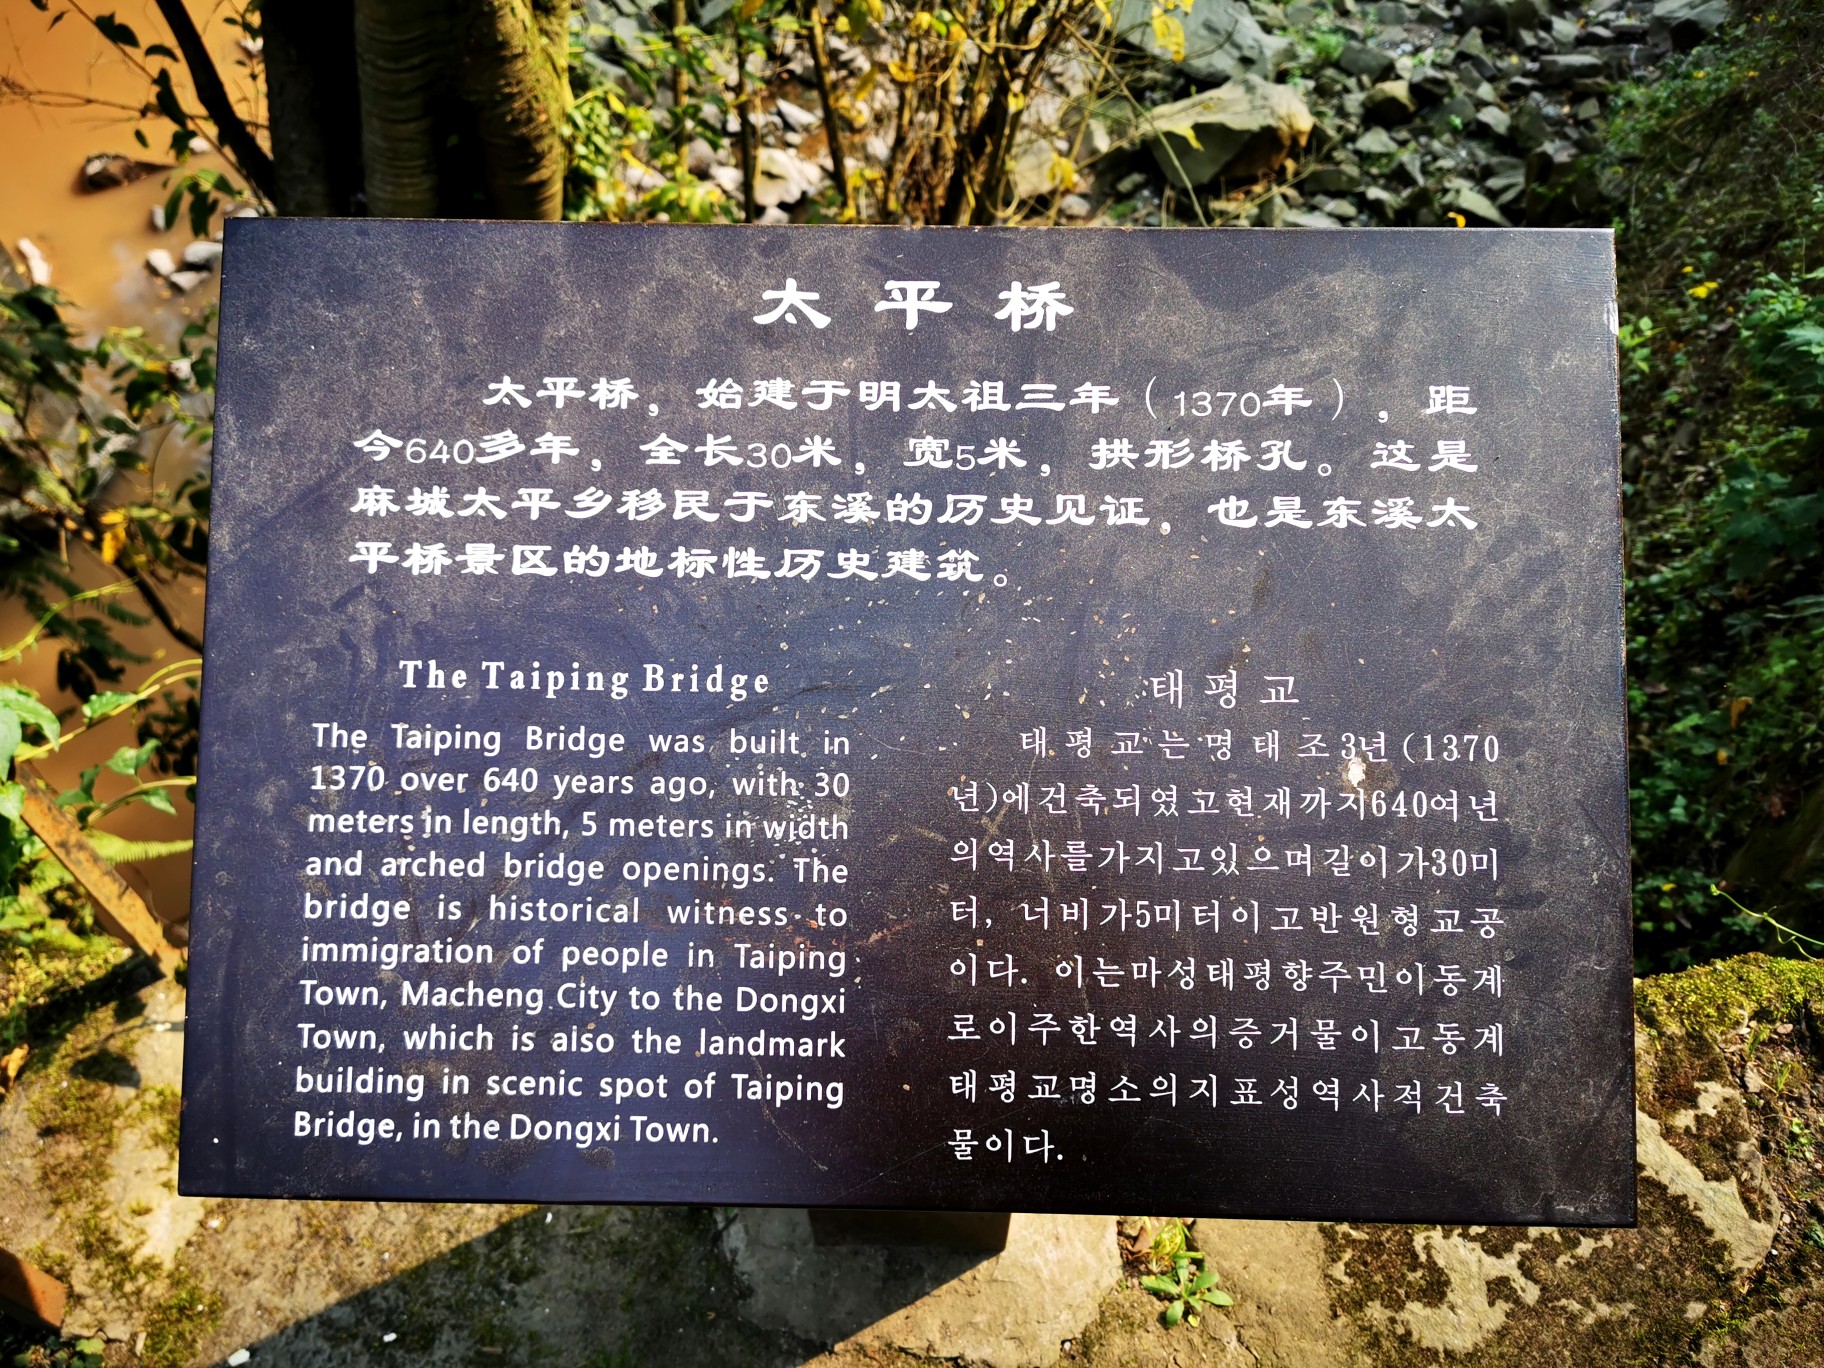 太平桥
太平桥，始建于明太祖三年（1370年），距
今640多年，全长30米，宽5米，拱形桥孔。这是
麻城太平乡移民于东溪的历史见证，也是东溪太
平桥景区的地标性历史建筑。
The Taiping Bridge
The Taiping Bridge was built in
1370 over 640 years ago, with 30
meters in length, 5 meters in width
and arched bridge openings. The
bridge is historical witness to
immigration of people in Taiping
Town, Macheng City to the Dongxi
Town, which is also the landmark
building in scenic spot of Taiping
Bridge, in the Dongxi Town.
태평교
태평교는명태조3년(1370
년)에건축되였고현재까지640여년
의역사를가지고있으며길이가30미
터, 너비가5미터이고반원형교공
이다. 이는마성태평향주민이동계
로이주한역사의증거물이고동계
태평교명소의지표성역사적건축
물이다.